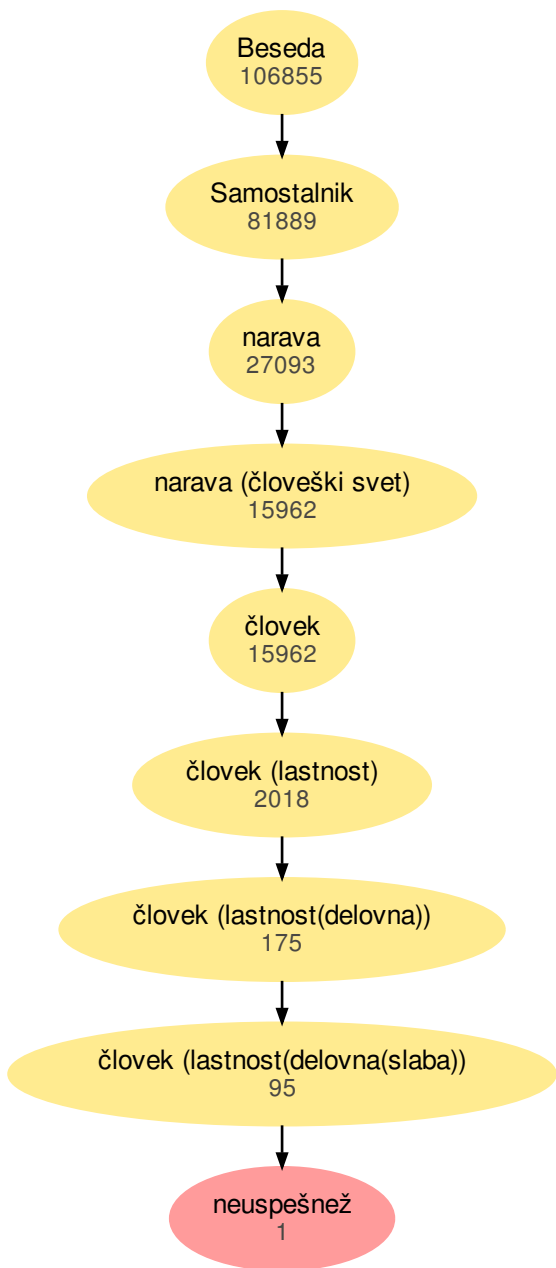 Beseda
106855
Samostalnik
81889
narava
27093
narava (človeški svet)
15962
človek
15962
človek (lastnost)
2018
človek (lastnost(delovna))
175
človek (lastnost(delovna(slaba))
95
neuspešnež
1